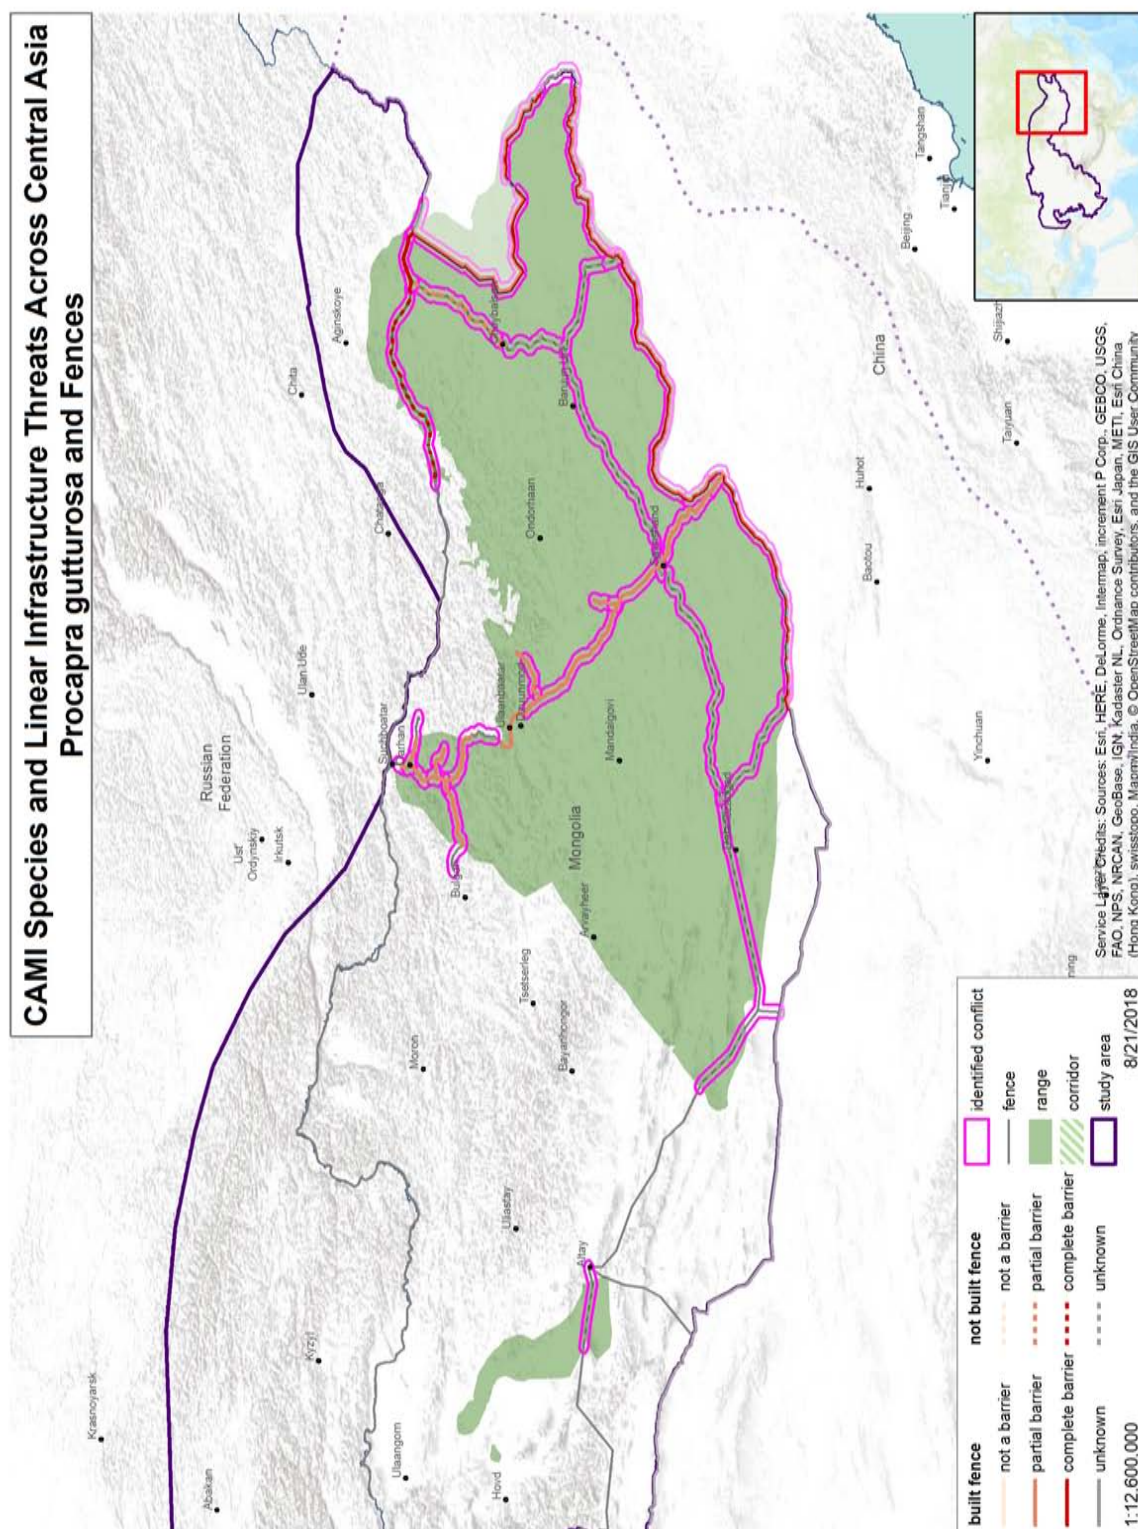 CAMI Species and Linear Infrastructure Threats Across Central Asia
Procapra gutturosa and Fences
Krasnoyarsk
Abakan
Kyzyl
Ulaangom
Hovd
Uliastay
Altay
Moron
Tsetserleg
Bayanhongor
Arvayheer
Mongolia
Mandalgovi
Ust'
Ordynskiy
Irkutsk
Russian
Federation
Ulan Ude
Suchboatar
Darhan
Ulaanbaatar
Dzuunmod
Ondorhaan
Chita
Aginskoye
China
Huhot
Baotou
Yinchuan
Taiyuan
Beijing
Tianjin
Tangshan
built fence
not a barrier
partial barrier
complete barrier
unknown
not built fence
not a barrier
partial barrier
complete barrier
unknown
identified conflict
fence
range
corridor
study area
1:12,600,000
8/21/2018
Service Layer Credits: Sources: Esri, HERE, DeLorme, Intermap, increment P Corp., GEBCO, USGS,
FAO, NPS, NRCAN, GeoBase, IGN, Kadaster NL, Ordnance Survey, Esri Japan, METI, Esri China
(Hong Kong), swisstopo, MapmyIndia, © OpenStreetMap contributors, and the GIS User Community